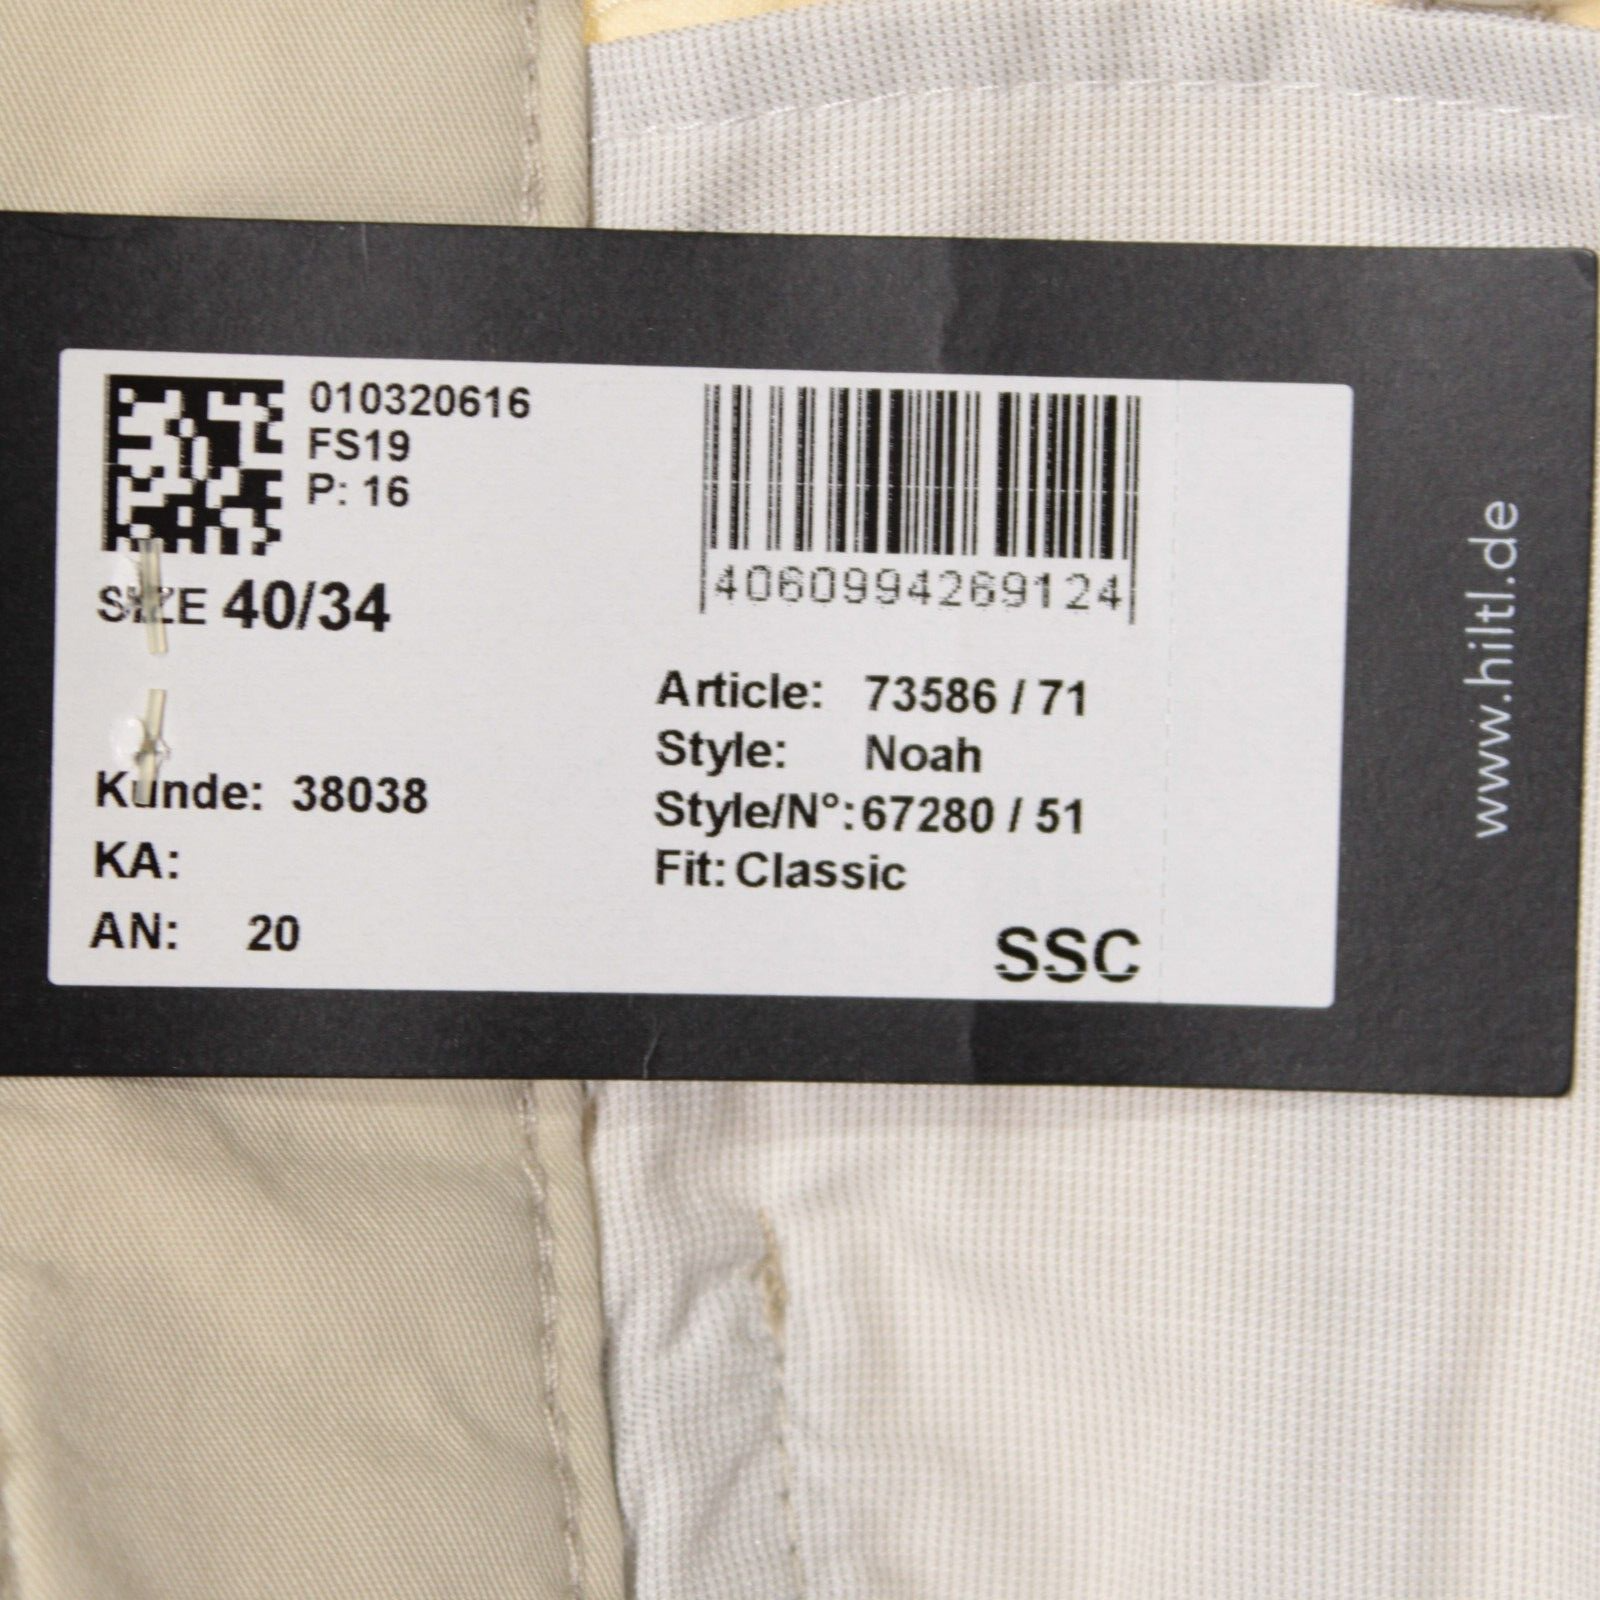 010320616
FS19
P: 16
SIZE 40/34
4060994269124
Article: 73586 / 71
Style: Noah
Style/N°: 67280 / 51
Fit: Classic
SSC
Kunde: 38038
KA:
AN: 20
www.hiltl.de